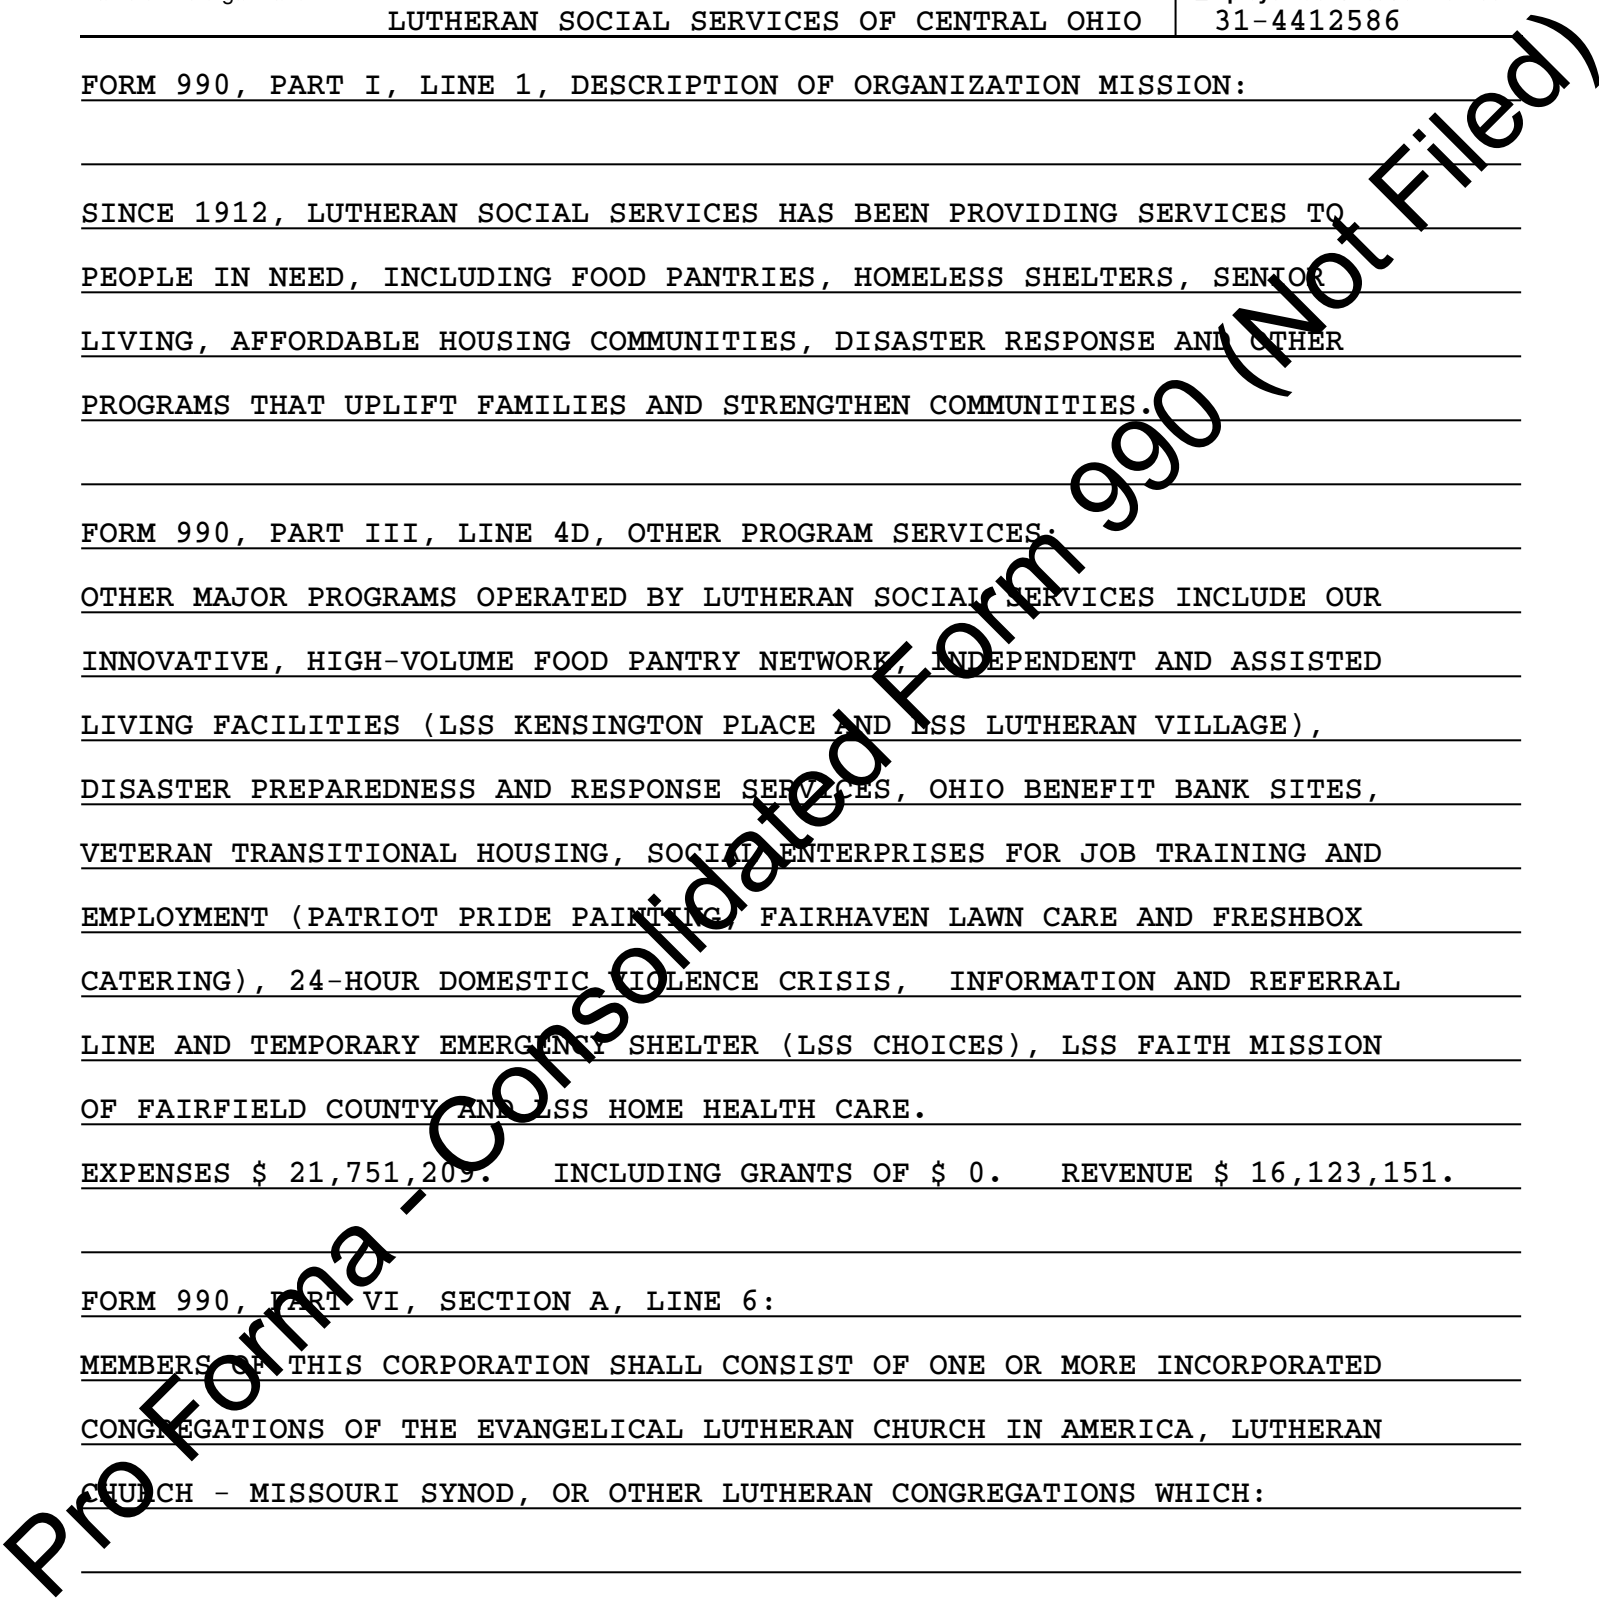 LUTHERAN SOCIAL SERVICES OF CENTRAL OHIO 31-4412586
FORM 990, PART I, LINE 1, DESCRIPTION OF ORGANIZATION MISSION:
SINCE 1912, LUTHERAN SOCIAL SERVICES HAS BEEN PROVIDING SERVICES TO
PEOPLE IN NEED, INCLUDING FOOD PANTRIES, HOMELESS SHELTERS, SENIOR
LIVING, AFFORDABLE HOUSING COMMUNITIES, DISASTER RESPONSE AND OTHER
PROGRAMS THAT UPLIFT FAMILIES AND STRENGTHEN COMMUNITIES.
FORM 990, PART III, LINE 4D, OTHER PROGRAM SERVICES:
OTHER MAJOR PROGRAMS OPERATED BY LUTHERAN SOCIAL SERVICES INCLUDE OUR
INNOVATIVE, HIGH-VOLUME FOOD PANTRY NETWORK, INDEPENDENT AND ASSISTED
LIVING FACILITIES (LSS KENSINGTON PLACE AND LSS LUTHERAN VILLAGE),
DISASTER PREPAREDNESS AND RESPONSE SERVICES, OHIO BENEFIT BANK SITES,
VETERAN TRANSITIONAL HOUSING, SOCIAL ENTERPRISES FOR JOB TRAINING AND
EMPLOYMENT (PATRIOT PRIDE PAINTING, FAIRHAVEN LAWN CARE AND FRESHBOX
CATERING), 24-HOUR DOMESTIC VIOLENCE CRISIS, INFORMATION AND REFERRAL
LINE AND TEMPORARY EMERGENCY SHELTER (LSS CHOICES), LSS FAITH MISSION
OF FAIRFIELD COUNTY AND LSS HOME HEALTH CARE.
EXPENSES $ 21,751,209. INCLUDING GRANTS OF $ 0. REVENUE $ 16,123,151.
FORM 990, PART VI, SECTION A, LINE 6:
MEMBERS OF THIS CORPORATION SHALL CONSIST OF ONE OR MORE INCORPORATED
CONGREGATIONS OF THE EVANGELICAL LUTHERAN CHURCH IN AMERICA, LUTHERAN
CHURCH - MISSOURI SYNOD, OR OTHER LUTHERAN CONGREGATIONS WHICH:
Pro Forma - Consolidated Form 990 (Not Filed)